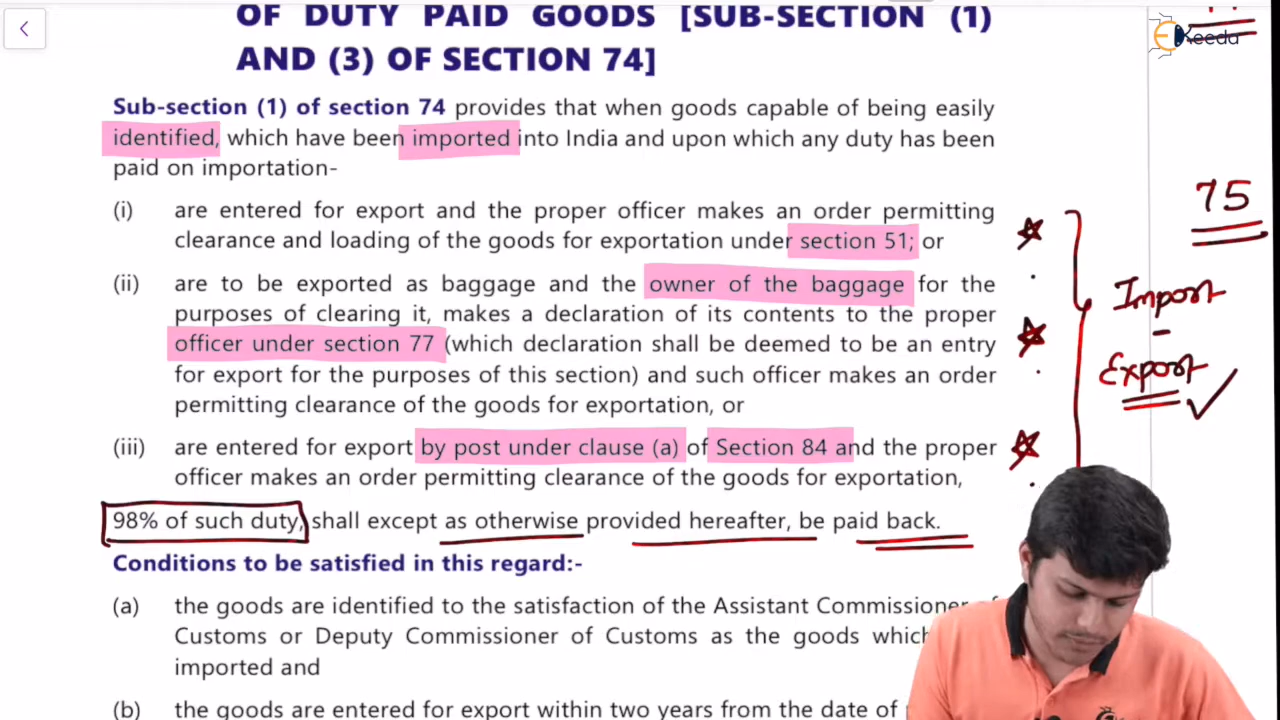 OF DUTY PAID GOODS [SUB-SECTION (1)
AND (3) OF SECTION 74]
Keeda
Sub-section (1) of section 74 provides that when goods capable of being easily
identified, which have been imported into India and upon which any duty has been
paid on importation-
(i) are entered for export and the proper officer makes an order permitting
clearance and loading of the goods for exportation under section 51; or
75
(ii) are to be exported as baggage and the owner of the baggage for the
purposes of clearing it, makes a declaration of its contents to the proper
officer under section 77 (which declaration shall be deemed to be an entry
for export for the purposes of this section) and such officer makes an order
permitting clearance of the goods for exportation, or
Import
-
Export
(iii) are entered for export by post under clause (a) of Section 84 and the proper
officer makes an order permitting clearance of the goods for exportation,
98% of such duty, shall except as otherwise provided hereafter, be paid back.
Conditions to be satisfied in this regard:-
(a) the goods are identified to the satisfaction of the Assistant Commissioner
Customs or Deputy Commissioner of Customs as the goods which
imported and
(b) the goods are entered for export within two years from the date of